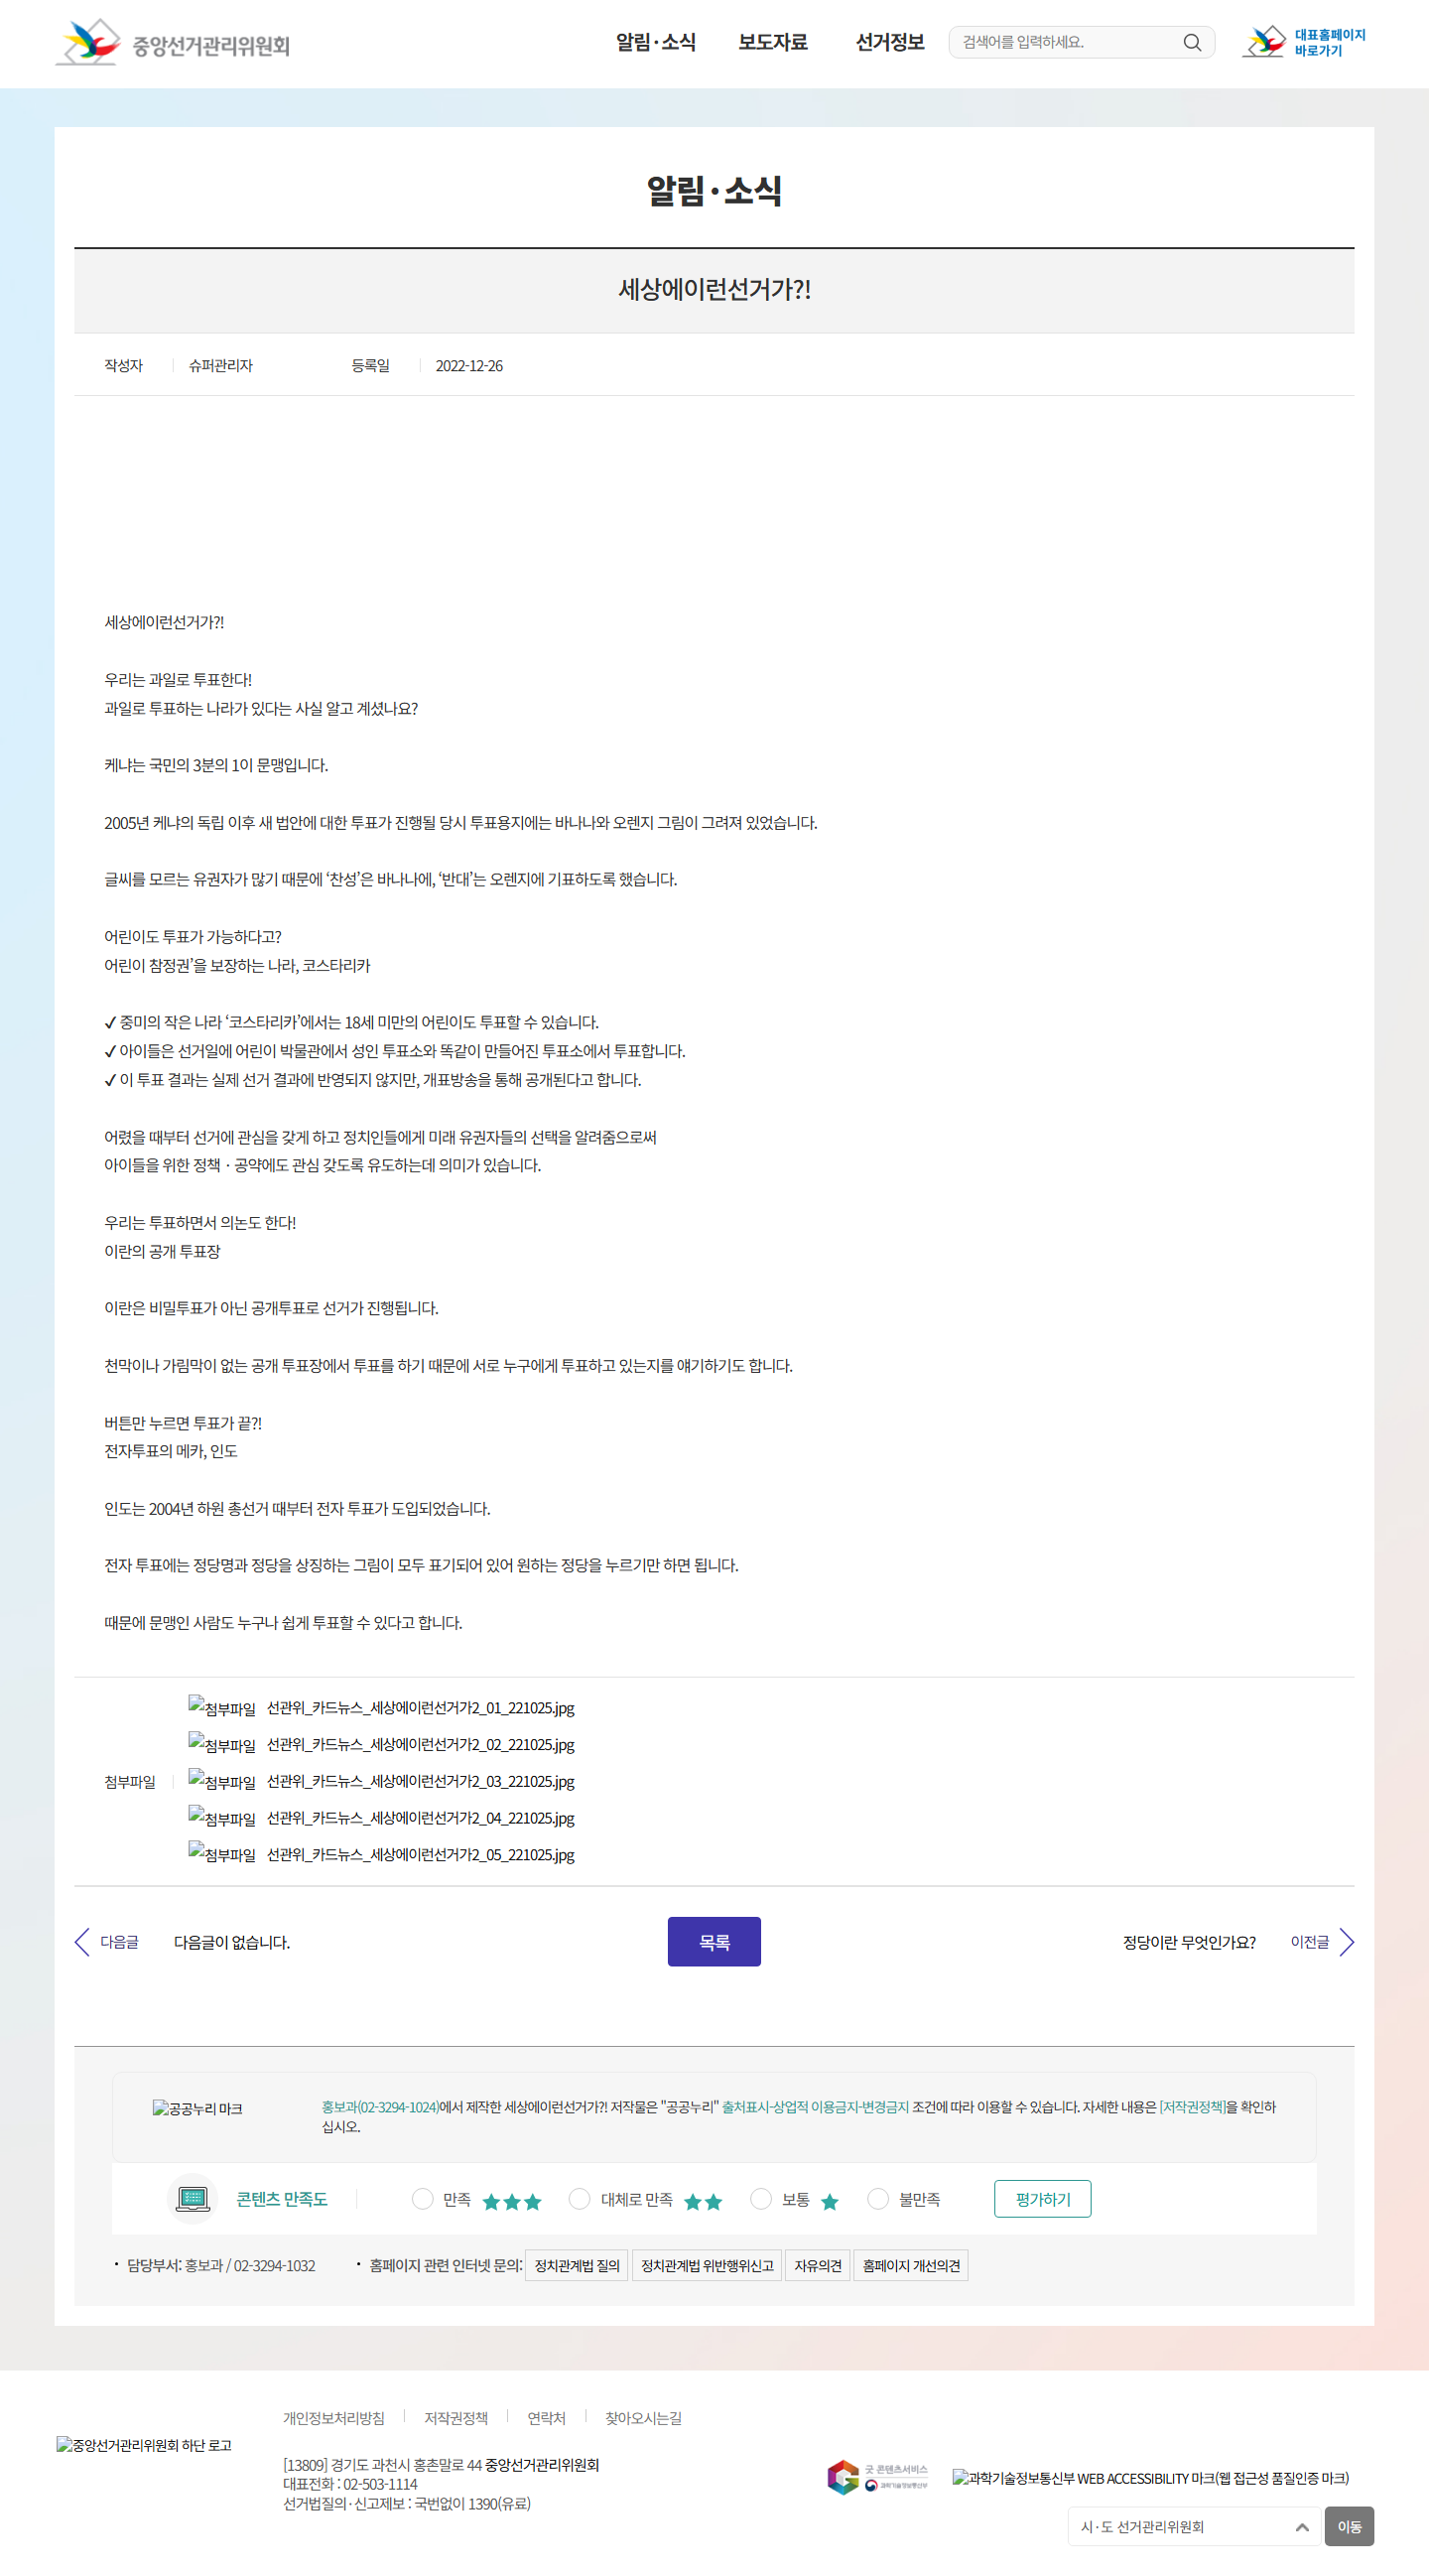 중앙선거관리위원회
알림·소식 보도자료 선거정보 검색어를 입력하세요. 대표홈페이지
바로가기
알림·소식
세상에이런선거가?!
작성자 슈퍼관리자 등록일 2022-12-26
세상에이런선거가?!
우리는 과일로 투표한다!
과일로 투표하는 나라가 있다는 사실 알고 계셨나요?
케냐는 국민의 3분의 1이 문맹입니다.
2005년 케냐의 독립 이후 새 법안에 대한 투표가 진행될 당시 투표용지에는 바나나와 오렌지 그림이 그려져 있었습니다.
글씨를 모르는 유권자가 많기 때문에 ‘찬성’은 바나나에, ‘반대’는 오렌지에 기표하도록 했습니다.
어린이도 투표가 가능하다고?
어린이 참정권’을 보장하는 나라, 코스타리카
✓ 중미의 작은 나라 ‘코스타리카’에서는 18세 미만의 어린이도 투표할 수 있습니다.
✓ 아이들은 선거일에 어린이 박물관에서 성인 투표소와 똑같이 만들어진 투표소에서 투표합니다.
✓ 이 투표 결과는 실제 선거 결과에 반영되지 않지만, 개표방송을 통해 공개된다고 합니다.
어렸을 때부터 선거에 관심을 갖게 하고 정치인들에게 미래 유권자들의 선택을 알려줌으로써
아이들을 위한 정책 · 공약에도 관심 갖도록 유도하는데 의미가 있습니다.
우리는 투표하면서 의논도 한다!
이란의 공개 투표장
이란은 비밀투표가 아닌 공개투표로 선거가 진행됩니다.
천막이나 가림막이 없는 공개 투표장에서 투표를 하기 때문에 서로 누구에게 투표하고 있는지를 얘기하기도 합니다.
버튼만 누르면 투표가 끝?!
전자투표의 메카, 인도
인도는 2004년 하원 총선거 때부터 전자 투표가 도입되었습니다.
전자 투표에는 정당명과 정당을 상징하는 그림이 모두 표기되어 있어 원하는 정당을 누르기만 하면 됩니다.
때문에 문맹인 사람도 누구나 쉽게 투표할 수 있다고 합니다.
첨부파일
첨부파일 선관위_카드뉴스_세상에이런선거가2_01_221025.jpg
첨부파일 선관위_카드뉴스_세상에이런선거가2_02_221025.jpg
첨부파일 선관위_카드뉴스_세상에이런선거가2_03_221025.jpg
첨부파일 선관위_카드뉴스_세상에이런선거가2_04_221025.jpg
첨부파일 선관위_카드뉴스_세상에이런선거가2_05_221025.jpg
다음글 다음글이 없습니다. 목록 정당이란 무엇인가요? 이전글
공공누리 마크
홍보과(02-3294-1024)에서 제작한 세상에이런선거가?! 저작물은 "공공누리" 출처표시-상업적 이용금지-변경금지 조건에 따라 이용할 수 있습니다. 자세한 내용은 [저작권정책]을 확인하
십시오.
콘텐츠 만족도 만족 ★★★ 대체로 만족 ★★ 보통 ★ 불만족 평가하기
· 담당부서: 홍보과 / 02-3294-1032 · 홈페이지 관련 인터넷 문의: 정치관계법 질의 정치관계법 위반행위신고 자유의견 홈페이지 개선의견
개인정보처리방침 저작권정책 연락처 찾아오시는길
중앙선거관리위원회 하단 로고
[13809] 경기도 과천시 홍촌말로 44 중앙선거관리위원회
대표전화 : 02-503-1114
선거법질의·신고제보 : 국번없이 1390(유료)
굿 콘텐츠서비스
과학기술정보통신부
과학기술정보통신부 WEB ACCESSIBILITY 마크(웹 접근성 품질인증 마크)
시·도 선거관리위원회 이동